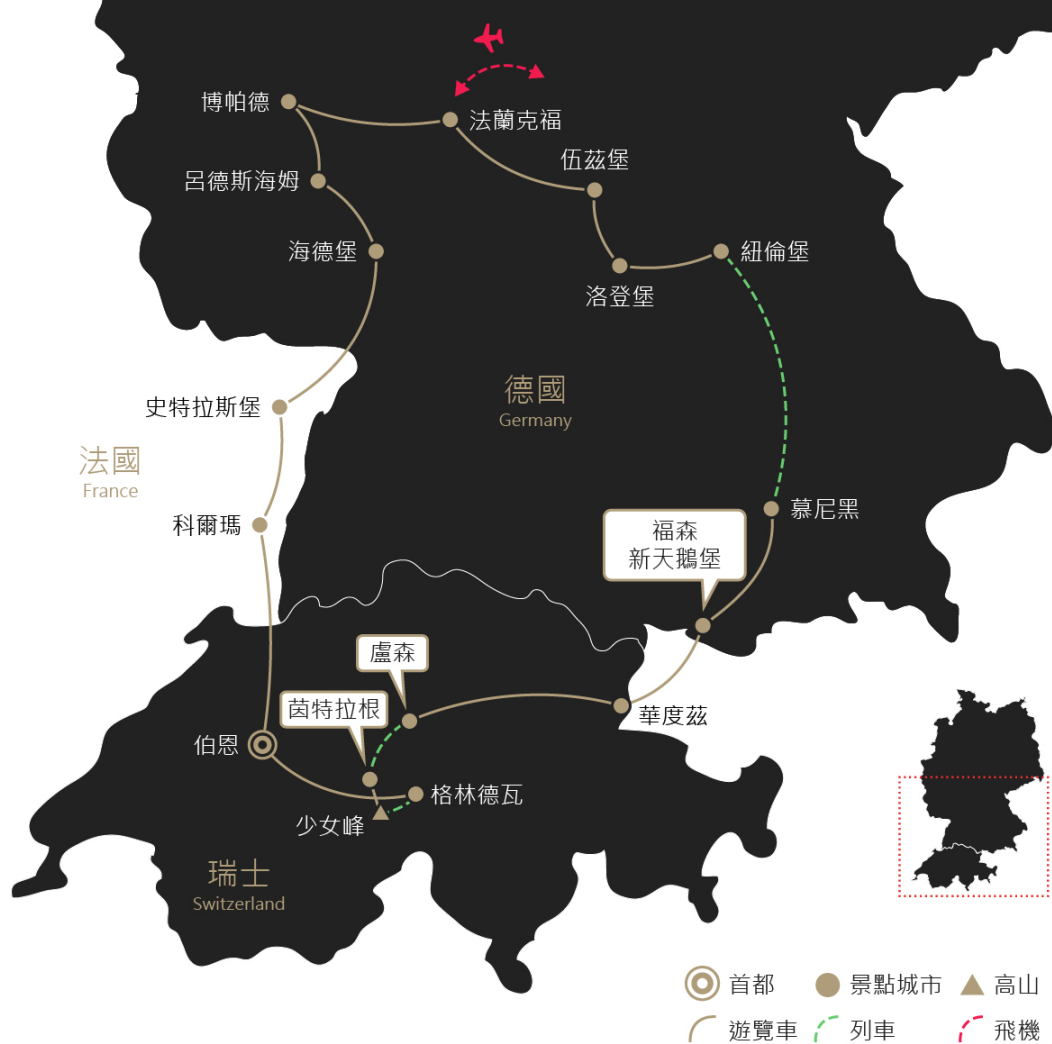 博帕德
法蘭克福
伍茲堡
呂德斯海姆
海德堡
紐倫堡
洛登堡
德國
Germany
史特拉斯堡
法國
France
科爾瑪
慕尼黑
福森
新天鵝堡
盧森
茵特拉根
華度茲
伯恩
格林德瓦
少女峰
瑞士
Switzerland
首都
景點城市
高山
遊覽車
列車
飛機